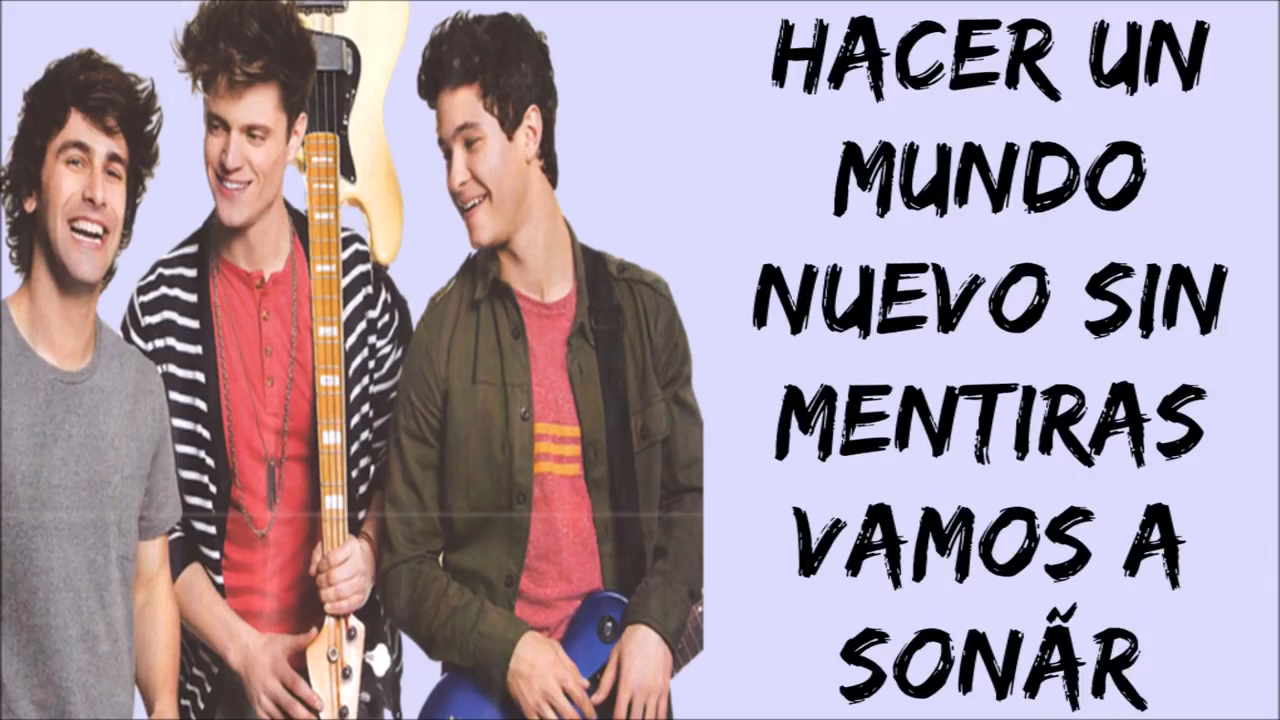 HACER UN
MUNDO
NUEVO SIN
MENTIRAS
VAMOS A
SONÃR